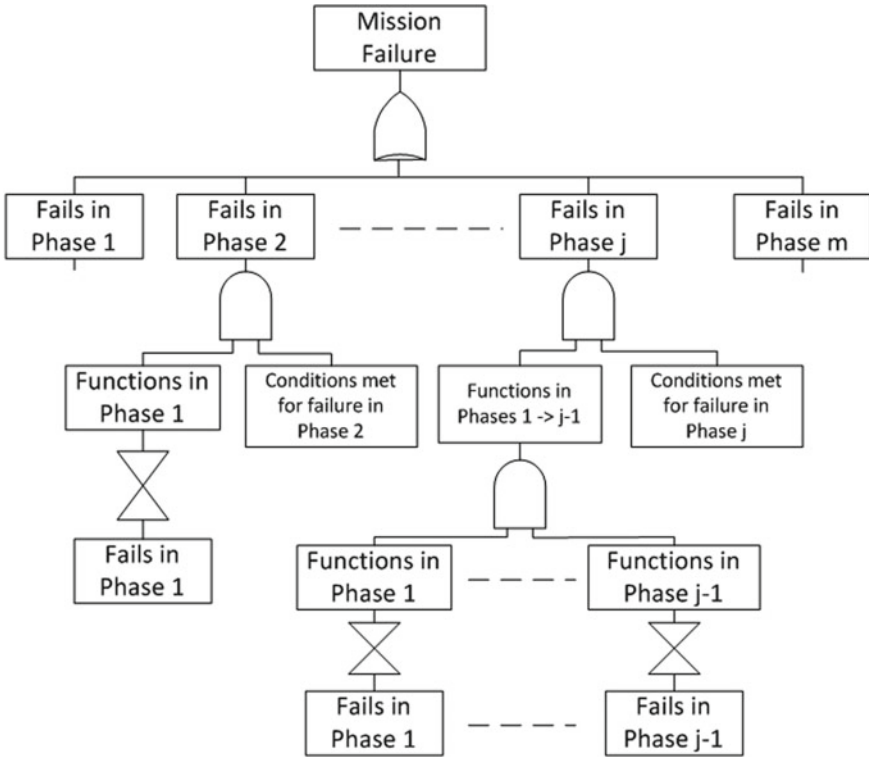 Mission
Failure
Fails in
Phase 1
Fails in
Phase 2
Fails in
Phase j
Fails in
Phase m
Functions in
Phase 1
Conditions met
for failure in
Phase 2
Functions in
Phases 1 -> j-1
Conditions met
for failure in
Phase j
Fails in
Phase 1
Functions in
Phase 1
Functions in
Phase j-1
Fails in
Phase 1
Fails in
Phase j-1